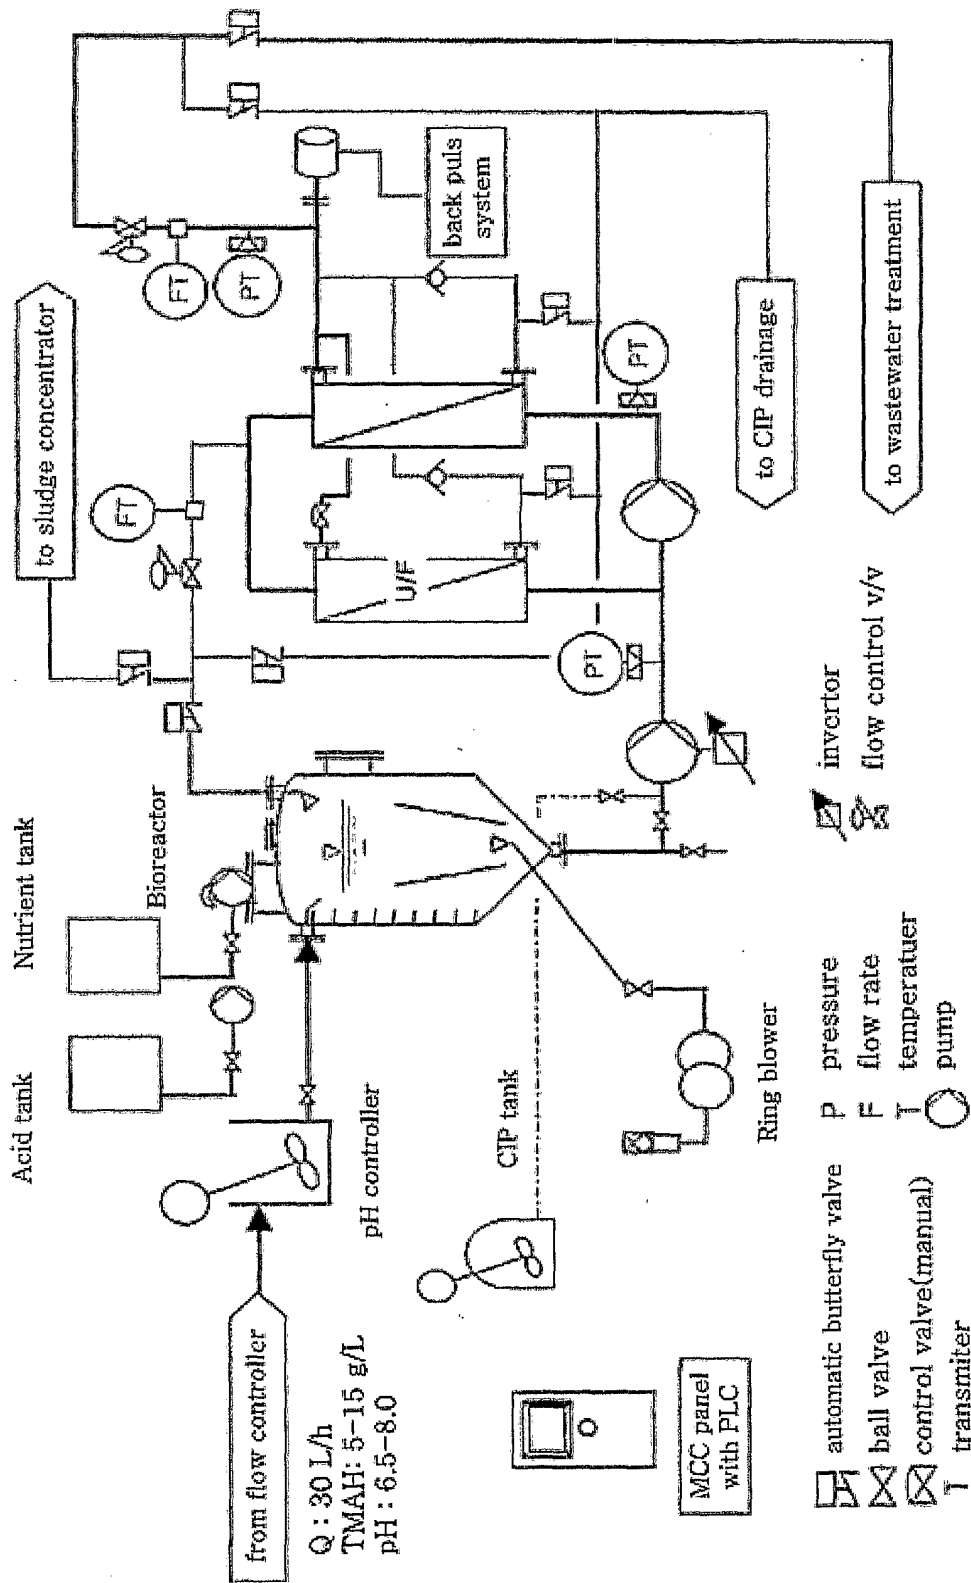 Acid tank
Nutrient tank
to sludge concentrator
Bioreactor
FT
FT
PT
back puls
system
from flow controller
Q : 30 L/h
TMAH: 5-15 g/L
pH : 6.5-8.0
pH controller
U/F
CIP tank
PT
PT
MCC panel
with PLC
Ring blower
to CIP drainage
to wastewater treatment
automatic butterfly valve
ball valve
control valve(manual)
T transmiter
P pressure
F flow rate
T temperatuer
pump
invertor
flow control v/v